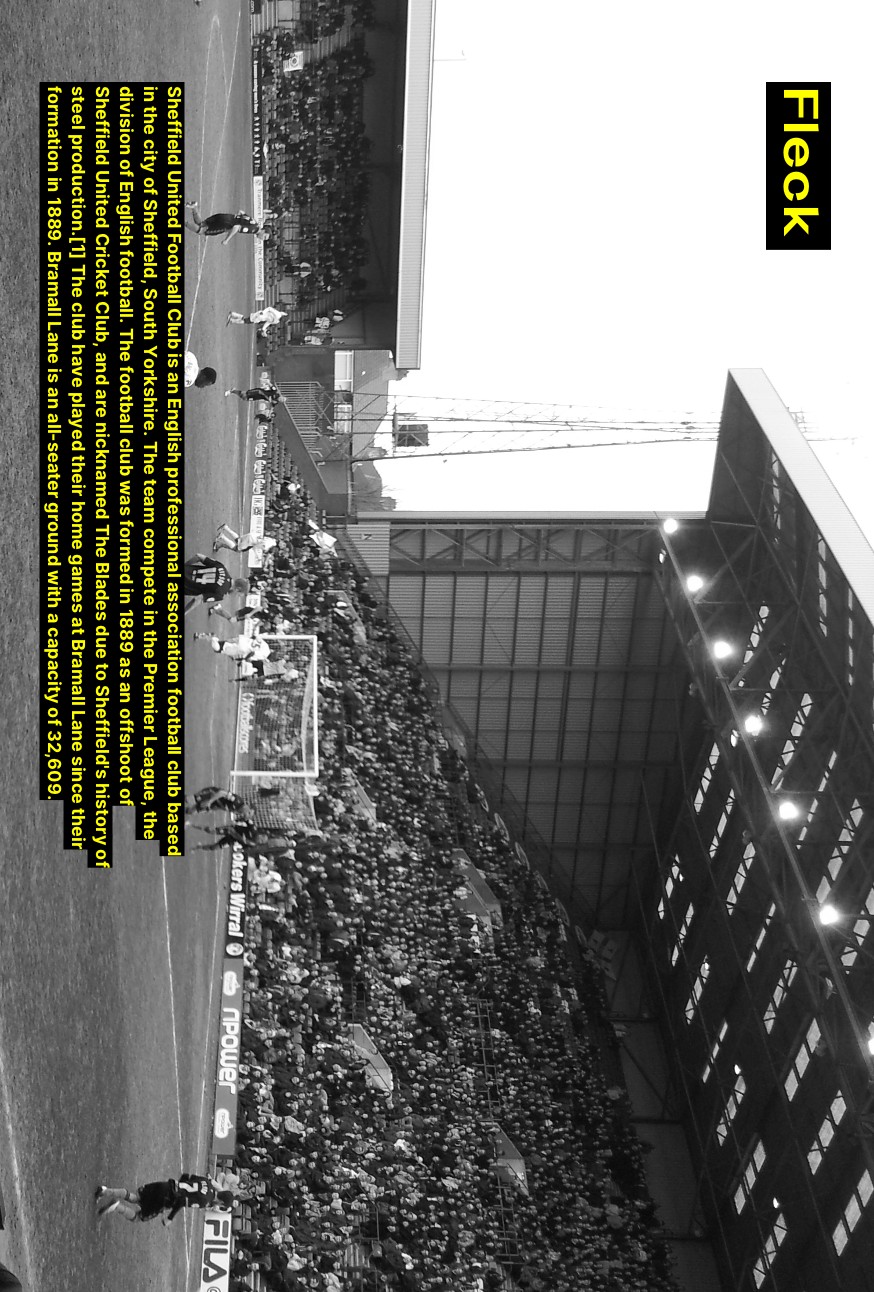 Fleck
Sheffield United Football Club is an English professional association football club based
in the city of Sheffield, South Yorkshire. The team compete in the Premier League, the
division of English football. The football club was formed in 1889 as an offshoot of
Sheffield United Cricket Club, and are nicknamed The Blades due to Sheffield's history of
steel production.[1] The club have played their home games at Bramall Lane since their
formation in 1889. Bramall Lane is an all-seater ground with a capacity of 32,609.
okers Wirral
npower
FILA